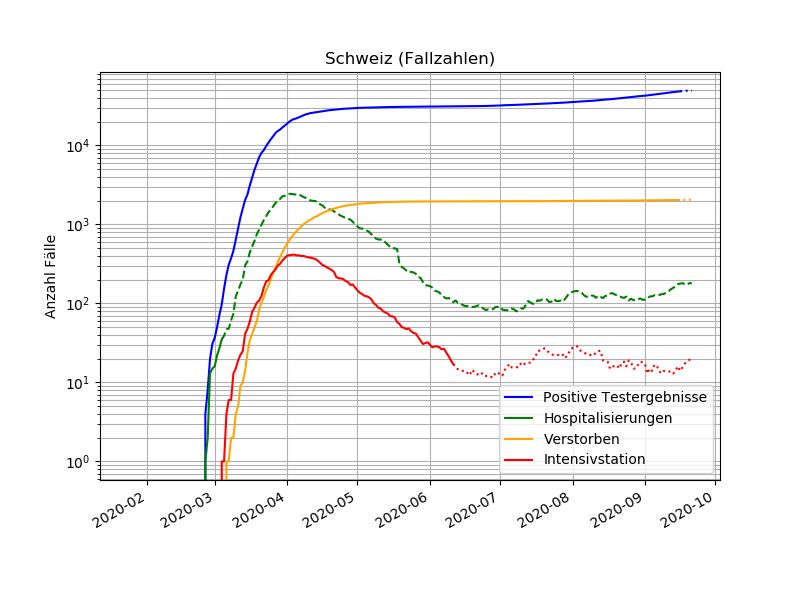 Schweiz (Fallzahlen)
Anzahl Fälle
10^4
10^3
10^2
10^1
10^0
Positive Testergebnisse
Hospitalisierungen
Verstorben
Intensivstation
2020-02
2020-03
2020-04
2020-05
2020-06
2020-07
2020-08
2020-09
2020-10